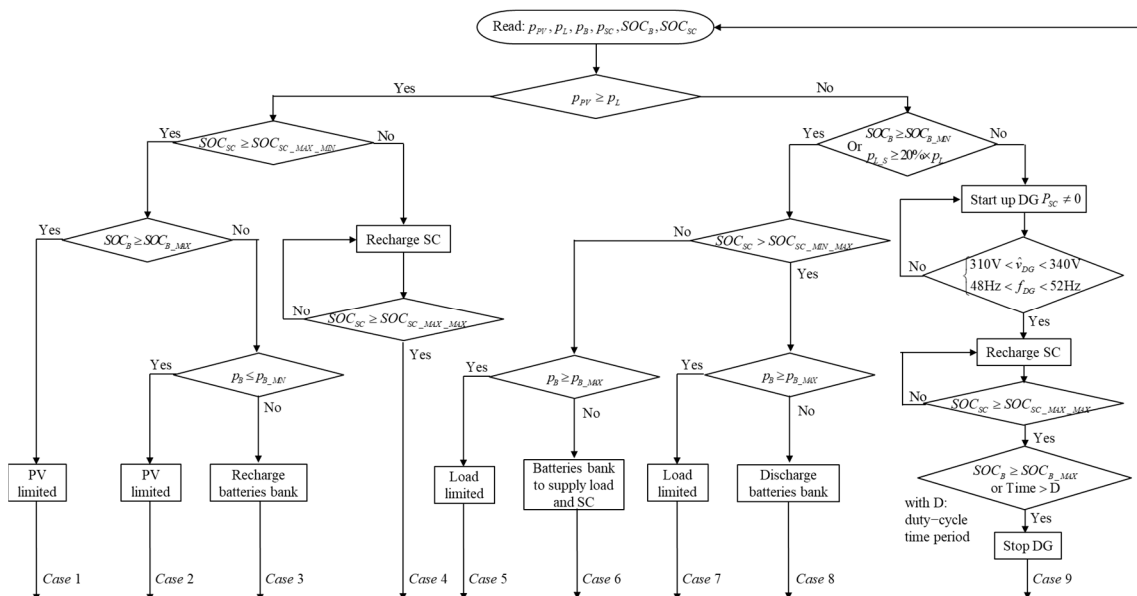 Read: p_PV, p_L, p_B, p_SC, SOC_B, SOC_SC
Yes
No
p_PV ≥ p_L
Yes
SOC_SC ≥ SOC_SC_MAX_MIN
No
Yes
SOC_B ≥ SOC_B_MIN
Or
p_L_S ≥ 20% × p_L
No
Start up DG P_SC ≠ 0
Yes
SOC_B ≥ SOC_B_MAX
No
Recharge SC
No
SOC_SC > SOC_SC_MIN_MAX
Yes
No
310V < v̂_DG < 340V
48Hz < f_DG < 52Hz
Yes
No
SOC_SC ≥ SOC_SC_MAX_MAX
Yes
Recharge SC
Yes
p_B ≤ p_B_MIN
No
Yes
p_B ≥ p_B_MAX
No
Yes
p_B ≥ p_B_MAX
No
No
SOC_SC ≥ SOC_SC_MAX_MAX
Yes
PV
limited
PV
limited
Recharge
batteries bank
Load
limited
Batteries bank
to supply load
and SC
Load
limited
Discharge
batteries bank
SOC_B ≥ SOC_B_MAX
or Time > D
with D:
duty−cycle
time period
Yes
Stop DG
Case 1
Case 2
Case 3
Case 4
Case 5
Case 6
Case 7
Case 8
Case 9